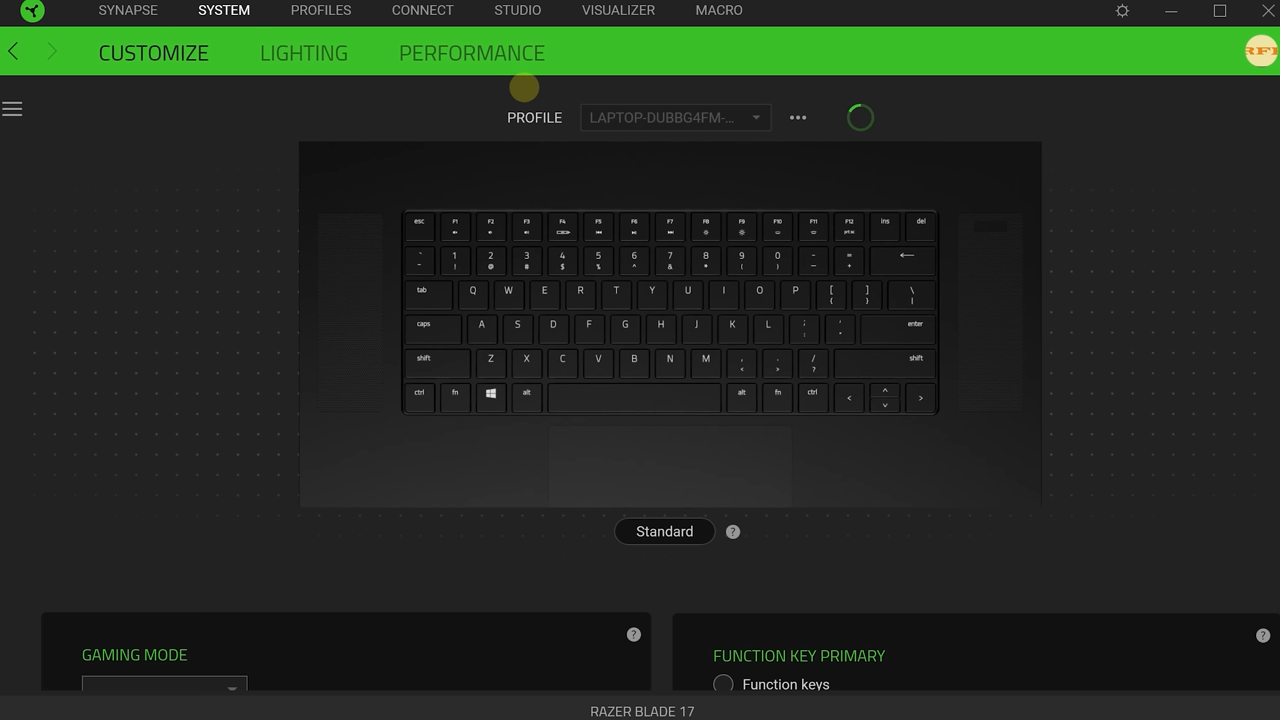 SYNAPSE SYSTEM PROFILES CONNECT STUDIO VISUALIZER MACRO
CUSTOMIZE LIGHTING PERFORMANCE
PROFILE LAPTOP-DUBBG4FM-... •••
esc F1 F2 F3 F4 F5 F6 F7 F8 F9 F10 F11 F12 ins del
prt sc
` 1 2 3 4 5 6 7 8 9 0 - = ←
~ ! @ # $ % ^ & * ( ) _ +
tab Q W E R T Y U I O P [ ] \
{ } |
caps A S D F G H J K L ; ' enter
: "
shift Z X C V B N M , . / shift
< > ?
ctrl fn alt alt fn ctrl < ^ >
v
Standard ?
GAMING MODE ?
FUNCTION KEY PRIMARY ?
Function keys
RAZER BLADE 17